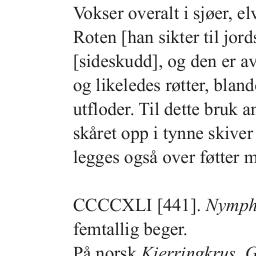 Vokser overalt i sjøer, elv
Roten [han sikter til jords
[sideskudd], og den er av
og likeledes røtter, bland
utfloder. Til dette bruk an
skåret opp i tynne skiver
legges også over føtter m
CCCCXLI [441]. Nymph
femtallig beger.
På norsk Kjerringkrus, G